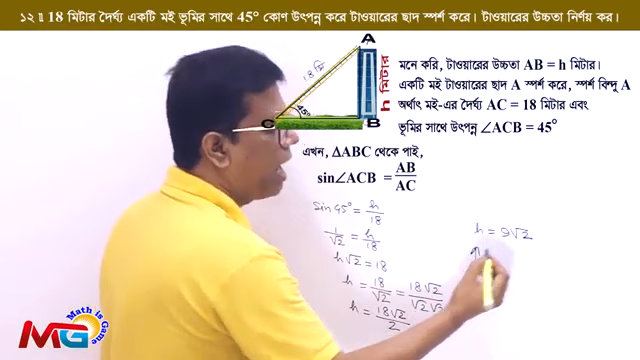 ১২॥ 18 মিটার দৈর্ঘ্য একটি মই ভূমির সাথে 45° কোণ উৎপন্ন করে টাওয়ারের ছাদ স্পর্শ করে। টাওয়ারের উচ্চতা নির্ণয় কর।
A
18 মি
h মিটার
45°
C
B
মনে করি, টাওয়ারের উচ্চতা AB = h মিটার।
একটি মই টাওয়ারের ছাদ A স্পর্শ করে, স্পর্শ বিন্দু A
অর্থাৎ মই-এর দৈর্ঘ্য AC = 18 মিটার এবং
ভূমির সাথে উৎপন্ন ∠ACB = 45°
এখন, ΔABC থেকে পাই,
sin∠ACB = AB/AC
sin 45° = h/18
1/√2 = h/18
h√2 = 18
h = 18/√2 = 18√2/√2 √2
h = 18√2/2
h = 9√2
MG
Math is Game